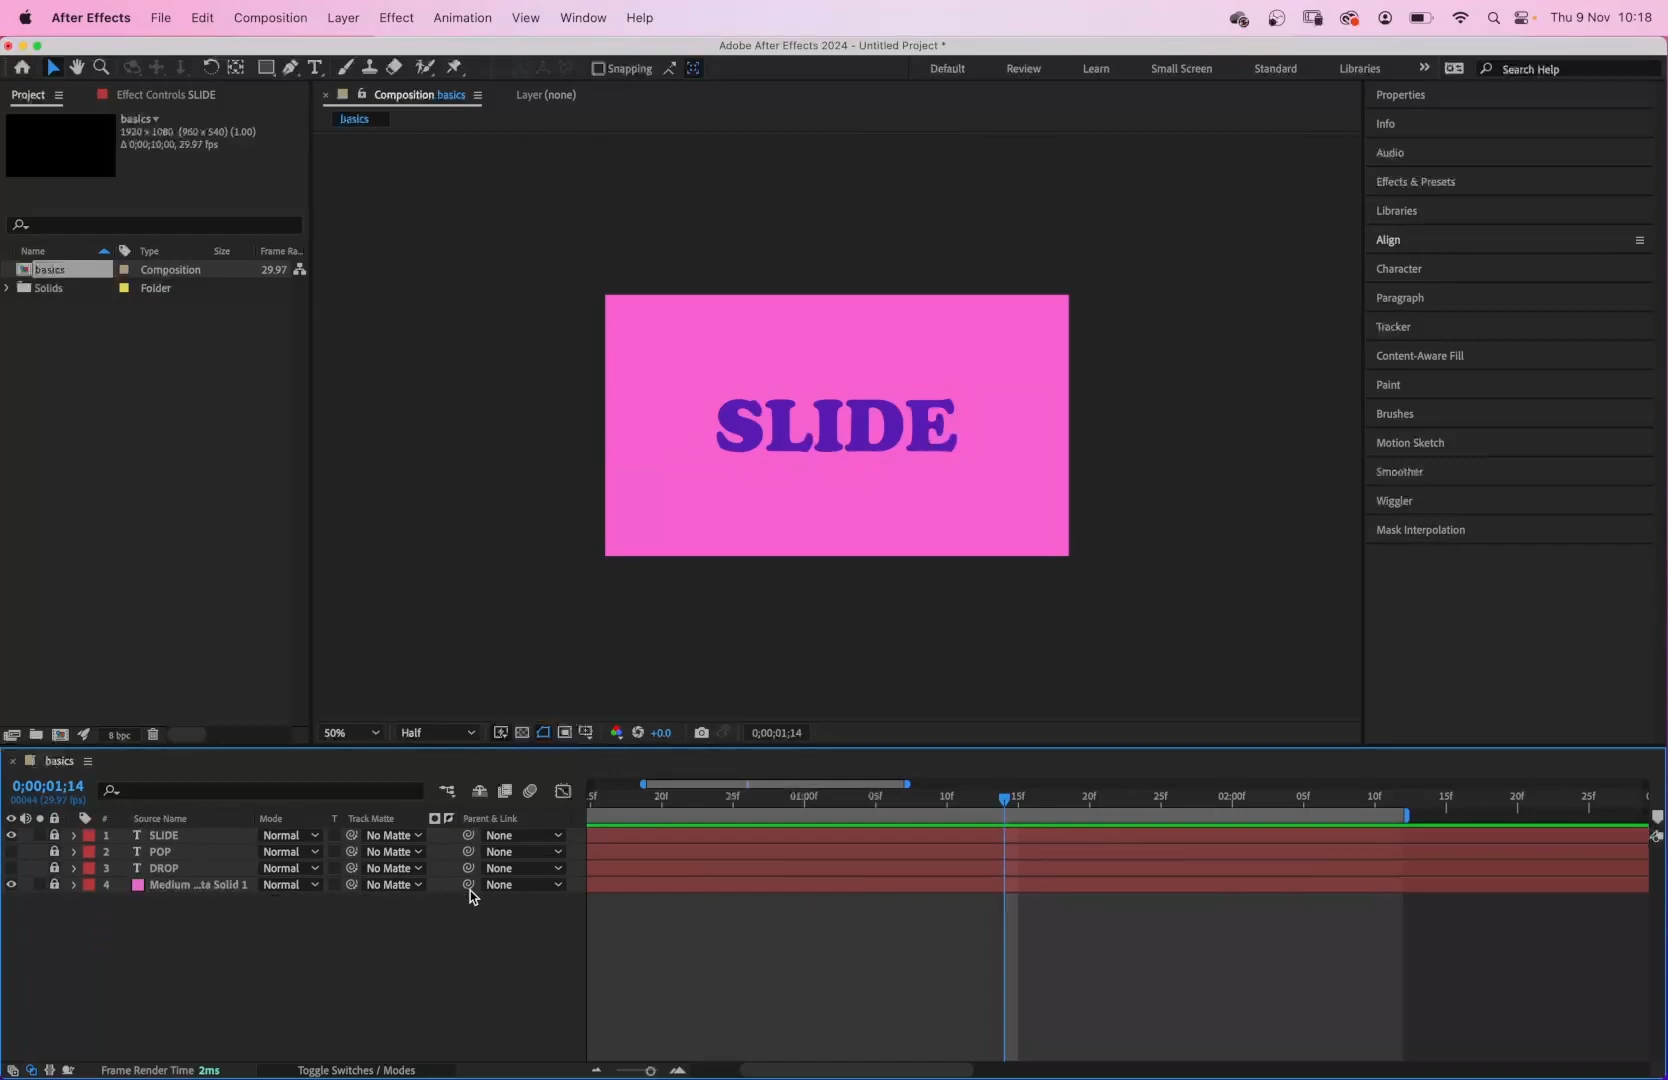 After Effects File Edit Composition Layer Effect Animation View Window Help Thu 9 Nov 10:18
Adobe After Effects 2024 - Untitled Project *
Snapping Default Review Learn Small Screen Standard Libraries Search Help
Project Effect Controls SLIDE
basics
1920 x 1080 (960 x 540) (1.00)
Δ 0;00;10;00, 29.97 fps
Name Type Size Frame Ra...
basics Composition 29.97
Solids Folder
8 bpc
Composition basics Layer (none)
basics
SLIDE
50% Half +0.0 0;00;01;14
Properties
Info
Audio
Effects & Presets
Libraries
Align
Character
Paragraph
Tracker
Content-Aware Fill
Paint
Brushes
Motion Sketch
Smoother
Wiggler
Mask Interpolation
basics
0;00;01;14
00044 (29.97 fps)
5f 20f 25f 01:00f 05f 10f 15f 20f 25f 02:00f 05f 10f 15f 20f 25f
# Source Name Mode T Track Matte Parent & Link
1 T SLIDE Normal No Matte None
2 T POP Normal No Matte None
3 T DROP Normal No Matte None
4 Medium ...ta Solid 1 Normal No Matte None
Frame Render Time 2ms Toggle Switches / Modes